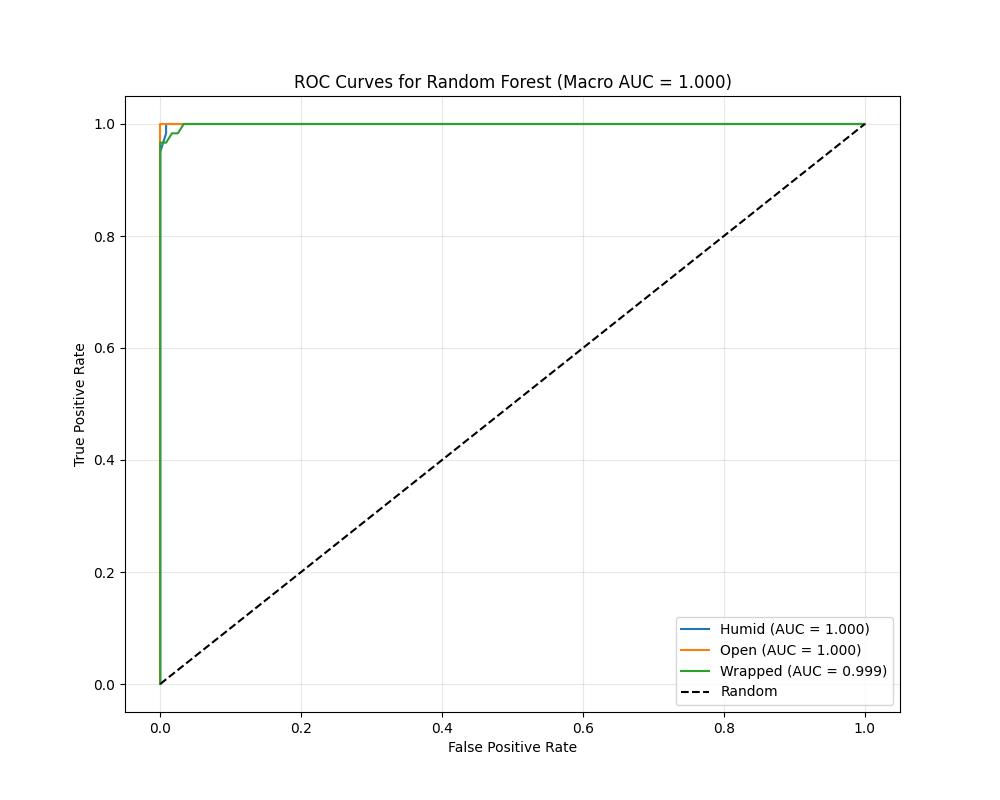 ROC Curves for Random Forest (Macro AUC = 1.000)
True Positive Rate
1.0
0.8
0.6
0.4
0.2
0.0
0.0 0.2 0.4 0.6 0.8 1.0
False Positive Rate
Humid (AUC = 1.000)
Open (AUC = 1.000)
Wrapped (AUC = 0.999)
Random